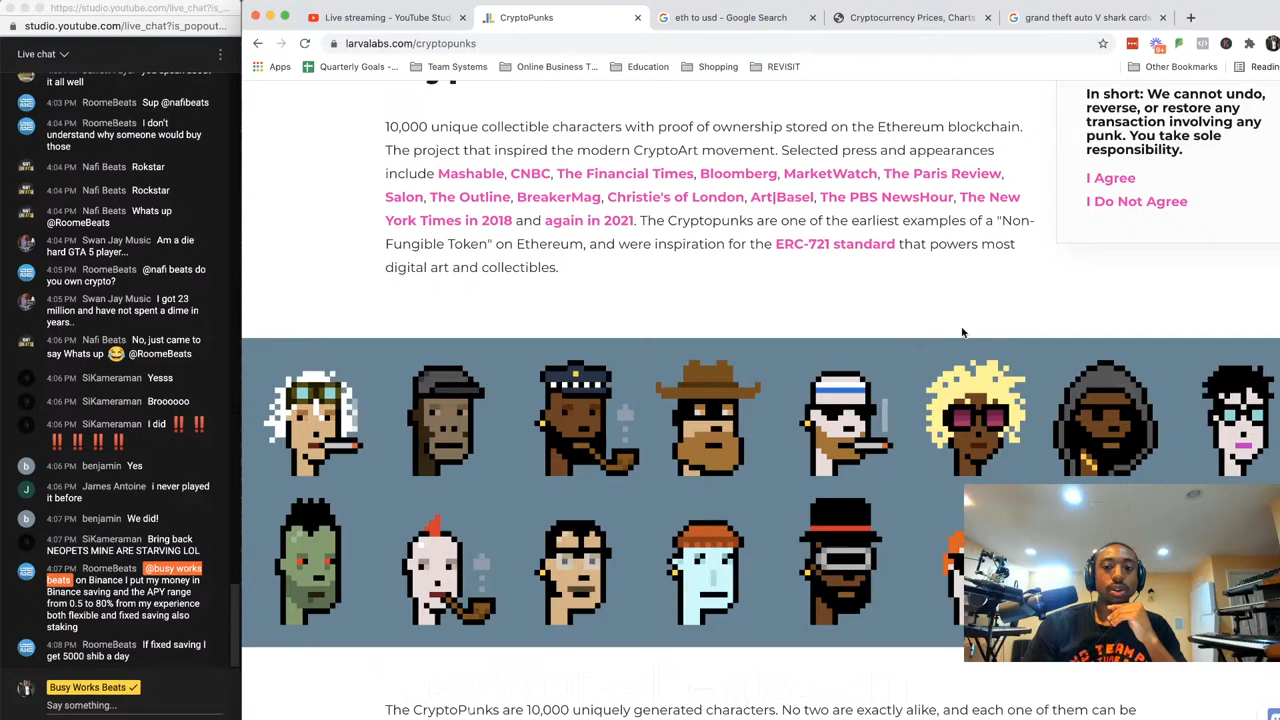 https://studio.youtube.com/live_chat?is_popout...
studio.youtube.com/live_chat?is_popout...
Live chat
it all well
4:03 PM RoomeBeats Sup @nafibeats
4:04 PM RoomeBeats I don't
understand why someone would buy
those
4:04 PM Nafi Beats Rokstar
4:04 PM Nafi Beats Rockstar
4:04 PM Nafi Beats Whats up
@RoomeBeats
4:04 PM Swan Jay Music Am a die
hard GTA 5 player...
4:05 PM RoomeBeats @nafi beats do
you own crypto?
4:05 PM Swan Jay Music I got 23
million and have not spent a dime in
years..
4:06 PM Nafi Beats No, just came to
say Whats up 😂 @RoomeBeats
4:06 PM SiKameraman Yesss
4:06 PM SiKameraman Brooooo
4:06 PM SiKameraman I did ‼️ ‼️
‼️ ‼️ ‼️ ‼️
4:06 PM benjamin Yes
4:06 PM James Antoine i never played
it before
4:07 PM benjamin We did!
4:07 PM SiKameraman Bring back
NEOPETS MINE ARE STARVING LOL
4:07 PM RoomeBeats @busy works
beats on Binance I put my money in
Binance saving and the APY range
from 0.5 to 80% from my experience
both flexible and fixed saving also
staking
4:08 PM RoomeBeats If fixed saving I
get 5000 shib a day
Busy Works Beats ✓
Say something...
Live streaming - YouTube Stud
CryptoPunks
eth to usd - Google Search
Cryptocurrency Prices, Charts
grand theft auto V shark cards
larvalabs.com/cryptopunks
Apps
Quarterly Goals -...
Team Systems
Online Business T...
Education
Shopping
REVISIT
Other Bookmarks
10,000 unique collectible characters with proof of ownership stored on the Ethereum blockchain.
The project that inspired the modern CryptoArt movement. Selected press and appearances
include Mashable, CNBC, The Financial Times, Bloomberg, MarketWatch, The Paris Review,
Salon, The Outline, BreakerMag, Christie's of London, Art|Basel, The PBS NewsHour, The New
York Times in 2018 and again in 2021. The Cryptopunks are one of the earliest examples of a "Non-
Fungible Token" on Ethereum, and were inspiration for the ERC-721 standard that powers most
digital art and collectibles.
In short: We cannot undo,
reverse, or restore any
transaction involving any
punk. You take sole
responsibility.
I Agree
I Do Not Agree
The CryptoPunks are 10,000 uniquely generated characters. No two are exactly alike, and each one of them can be